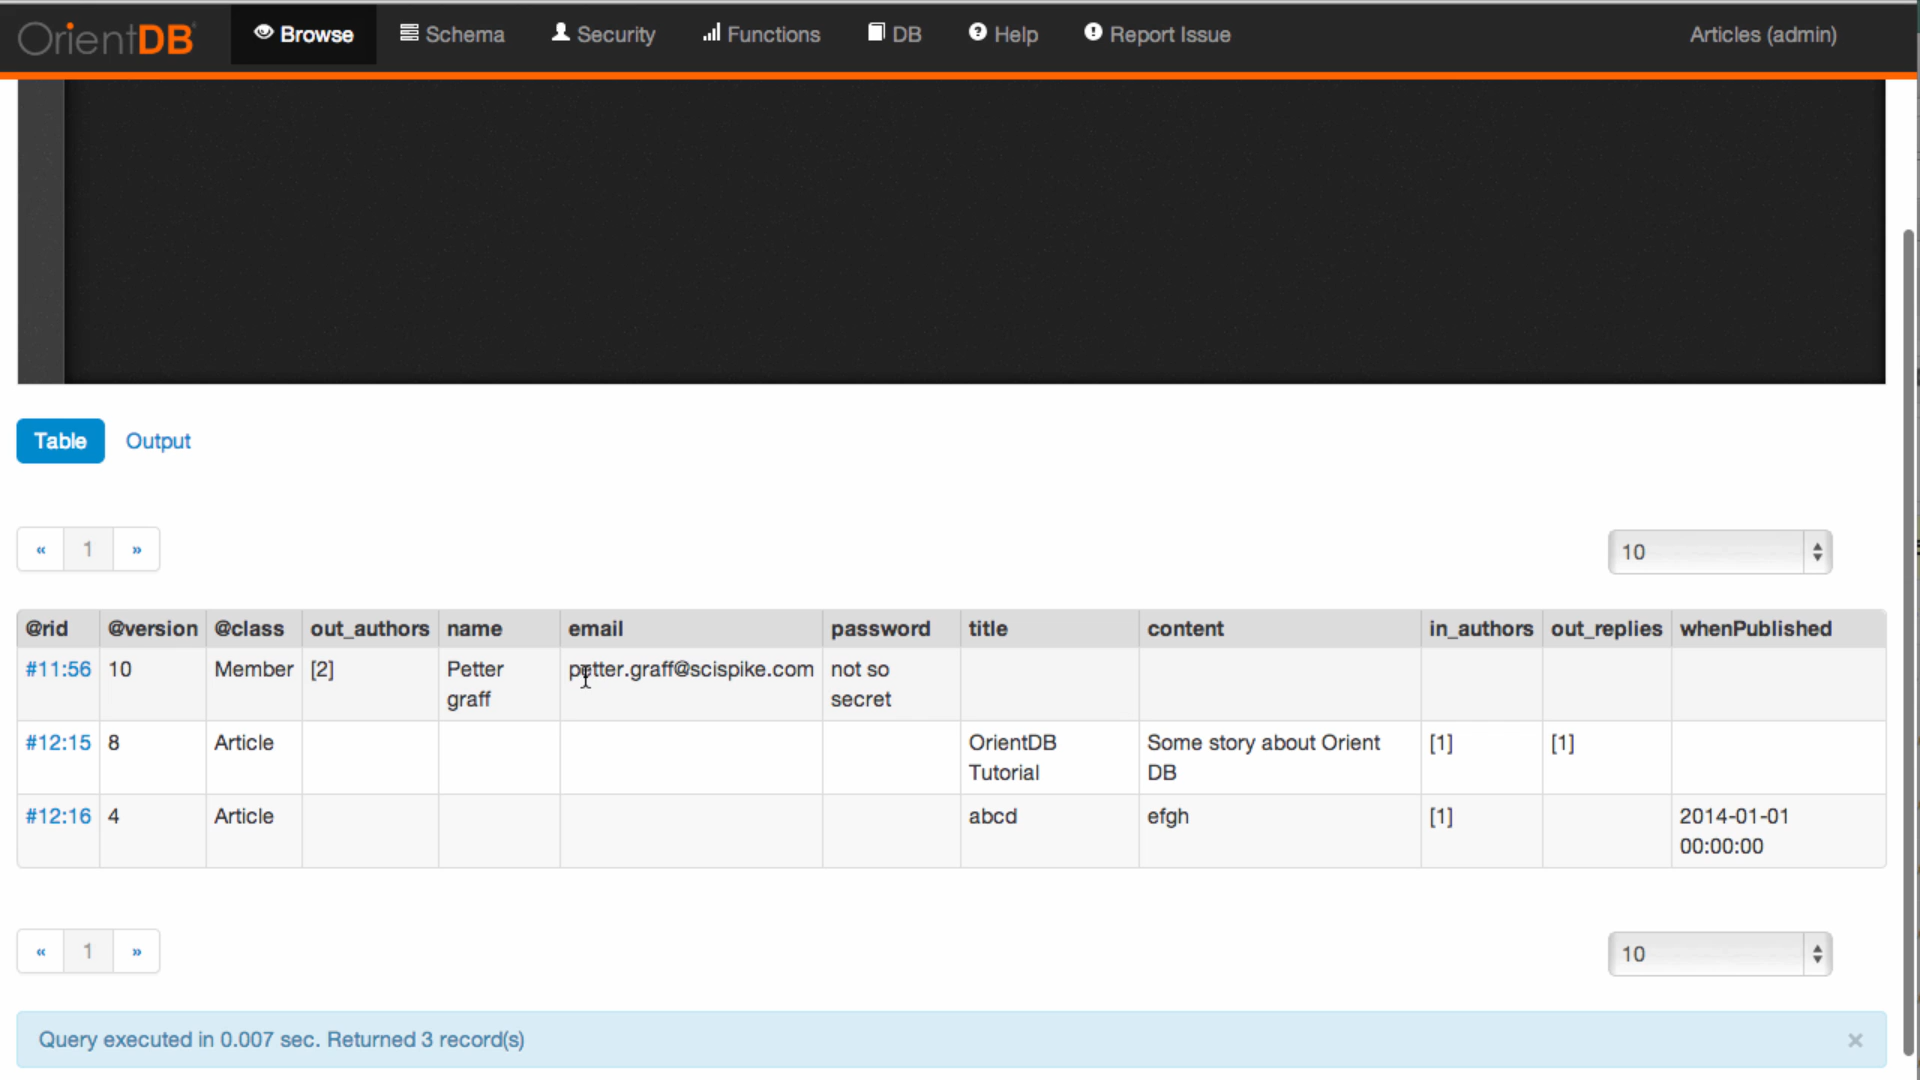 OrientDB Browse Schema Security Functions DB Help Report Issue Articles (admin)
Table Output
« 1 » 10
@rid @version @class out_authors name email password title content in_authors out_replies whenPublished
#11:56 10 Member [2] Petter petter.graff@scispike.com not so
graff secret
#12:15 8 Article OrientDB Some story about Orient [1] [1]
Tutorial DB
#12:16 4 Article abcd efgh [1] 2014-01-01
00:00:00
« 1 » 10
Query executed in 0.007 sec. Returned 3 record(s) ×